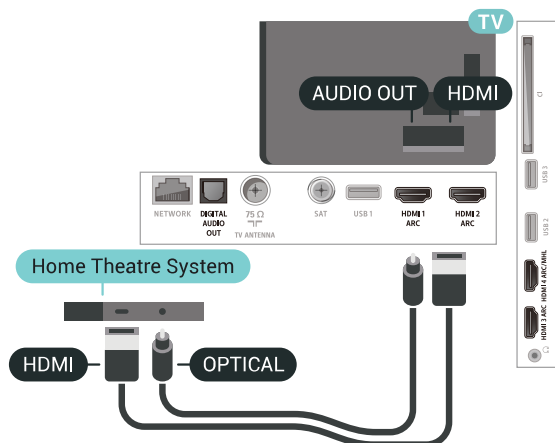 TV
AUDIO OUT
HDMI
CI
USB 3
USB 2
HDMI 4 ARC/MHL
HDMI 3 ARC
NETWORK
DIGITAL
AUDIO
OUT
75 Ω
TV ANTENNA
SAT
USB 1
HDMI 1
ARC
HDMI 2
ARC
Home Theatre System
HDMI
OPTICAL